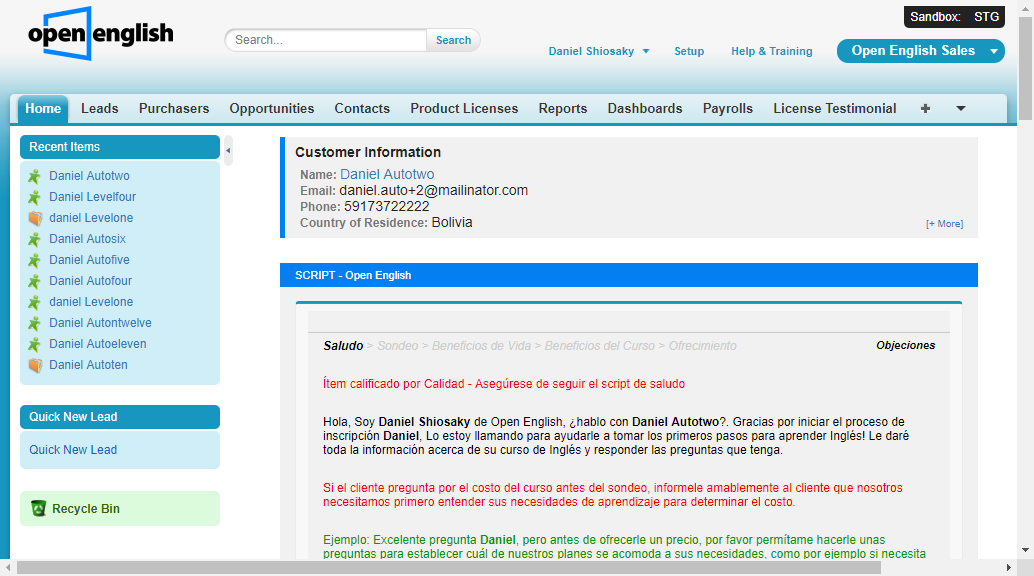 Sandbox: STG
open english
Search...
Search
Daniel Shiosaky
Setup
Help & Training
Open English Sales
Home
Leads
Purchasers
Opportunities
Contacts
Product Licenses
Reports
Dashboards
Payrolls
License Testimonial
Recent Items
Daniel Autotwo
Daniel Levelfour
daniel Levelone
Daniel Autosix
Daniel Autofive
Daniel Autofour
daniel Levelone
Daniel Autontwelve
Daniel Autoeleven
Daniel Autoten
Quick New Lead
Quick New Lead
Recycle Bin
Customer Information
Name: Daniel Autotwo
Email: daniel.auto+2@mailinator.com
Phone: 59173722222
Country of Residence: Bolivia
[+ More]
SCRIPT - Open English
Saludo > Sondeo > Beneficios de Vida > Beneficios del Curso > Ofrecimiento
Objeciones
Ítem calificado por Calidad - Asegúrese de seguir el script de saludo
Hola, Soy Daniel Shiosaky de Open English, ¿hablo con Daniel Autotwo?. Gracias por iniciar el proceso de
inscripción Daniel, Lo estoy llamando para ayudarle a tomar los primeros pasos para aprender Inglés! Le daré
toda la información acerca de su curso de Inglés y responder las preguntas que tenga.
Si el cliente pregunta por el costo del curso antes del sondeo, informele amablemente al cliente que nosotros
necesitamos primero entender sus necesidades de aprendizaje para determinar el costo.
Ejemplo: Excelente pregunta Daniel, pero antes de ofrecerle un precio, por favor permítame hacerle unas
preguntas para establecer cuál de nuestros planes se acomoda a sus necesidades, como por ejemplo si necesita